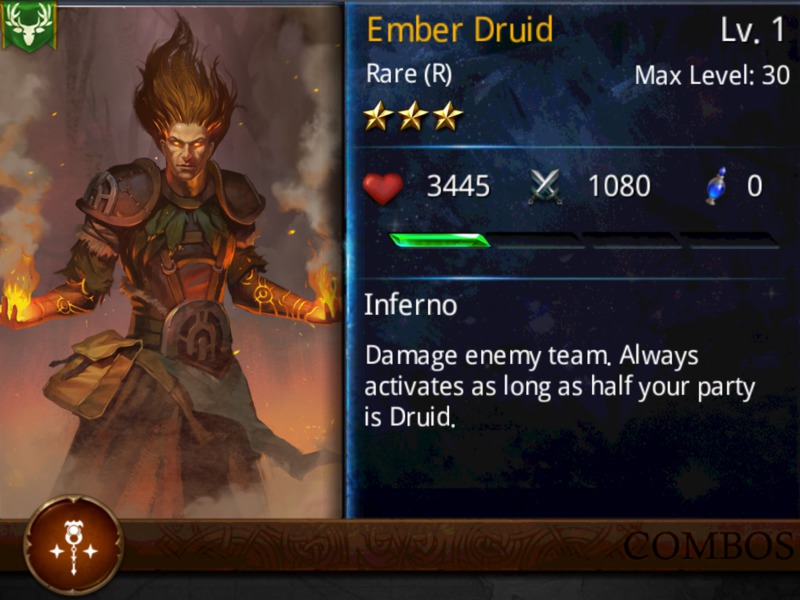 Ember Druid Lv. 1
Rare (R) Max Level: 30
3445 1080 0
Inferno
Damage enemy team. Always
activates as long as half your party
is Druid.
COMBOS